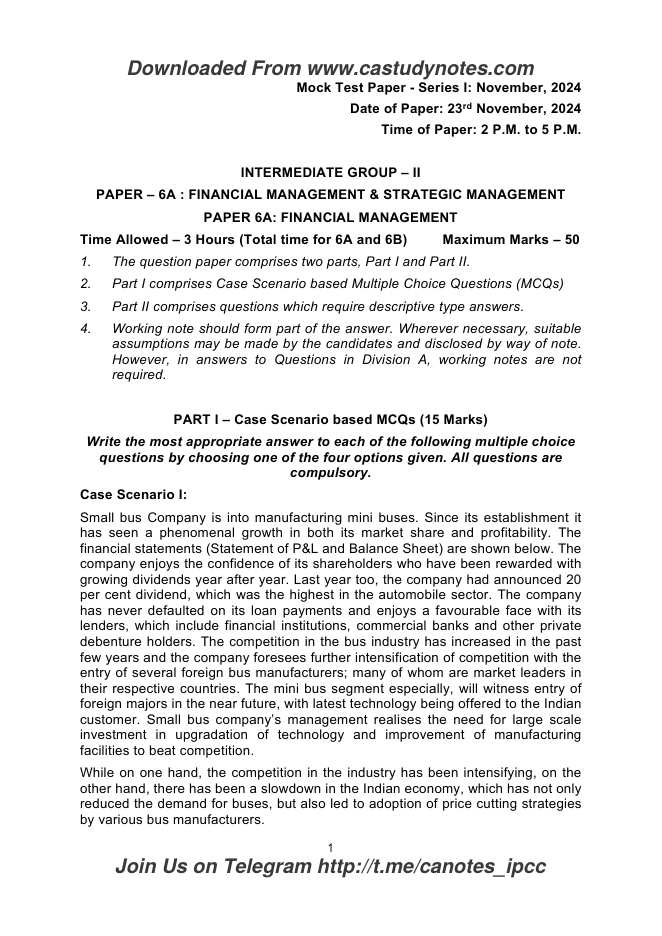 Downloaded From www.castudynotes.com
Mock Test Paper - Series I: November, 2024
Date of Paper: 23rd November, 2024
Time of Paper: 2 P.M. to 5 P.M.
INTERMEDIATE GROUP – II
PAPER – 6A : FINANCIAL MANAGEMENT & STRATEGIC MANAGEMENT
PAPER 6A: FINANCIAL MANAGEMENT
Time Allowed – 3 Hours (Total time for 6A and 6B) Maximum Marks – 50
1. The question paper comprises two parts, Part I and Part II.
2. Part I comprises Case Scenario based Multiple Choice Questions (MCQs)
3. Part II comprises questions which require descriptive type answers.
4. Working note should form part of the answer. Wherever necessary, suitable
assumptions may be made by the candidates and disclosed by way of note.
However, in answers to Questions in Division A, working notes are not
required.
PART I – Case Scenario based MCQs (15 Marks)
Write the most appropriate answer to each of the following multiple choice
questions by choosing one of the four options given. All questions are
compulsory.
Case Scenario I:
Small bus Company is into manufacturing mini buses. Since its establishment it
has seen a phenomenal growth in both its market share and profitability. The
financial statements (Statement of P&L and Balance Sheet) are shown below. The
company enjoys the confidence of its shareholders who have been rewarded with
growing dividends year after year. Last year too, the company had announced 20
per cent dividend, which was the highest in the automobile sector. The company
has never defaulted on its loan payments and enjoys a favourable face with its
lenders, which include financial institutions, commercial banks and other private
debenture holders. The competition in the bus industry has increased in the past
few years and the company foresees further intensification of competition with the
entry of several foreign bus manufacturers; many of whom are market leaders in
their respective countries. The mini bus segment especially, will witness entry of
foreign majors in the near future, with latest technology being offered to the Indian
customer. Small bus company's management realises the need for large scale
investment in upgradation of technology and improvement of manufacturing
facilities to beat competition.
While on one hand, the competition in the industry has been intensifying, on the
other hand, there has been a slowdown in the Indian economy, which has not only
reduced the demand for buses, but also led to adoption of price cutting strategies
by various bus manufacturers.
1
Join Us on Telegram http://t.me/canotes_ipcc